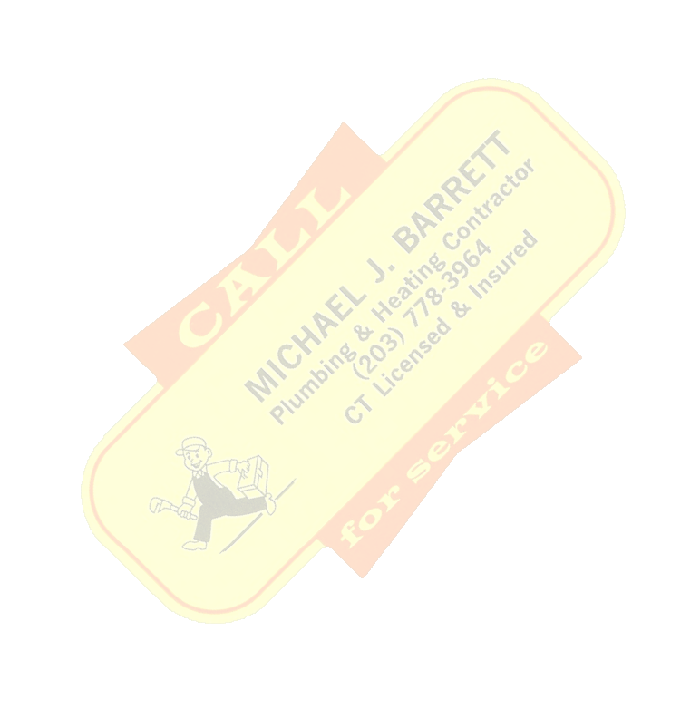 CALL
MICHAEL J. BARRETT
Plumbing & Heating Contractor
(203) 778-3964
CT Licensed & Insured
for service